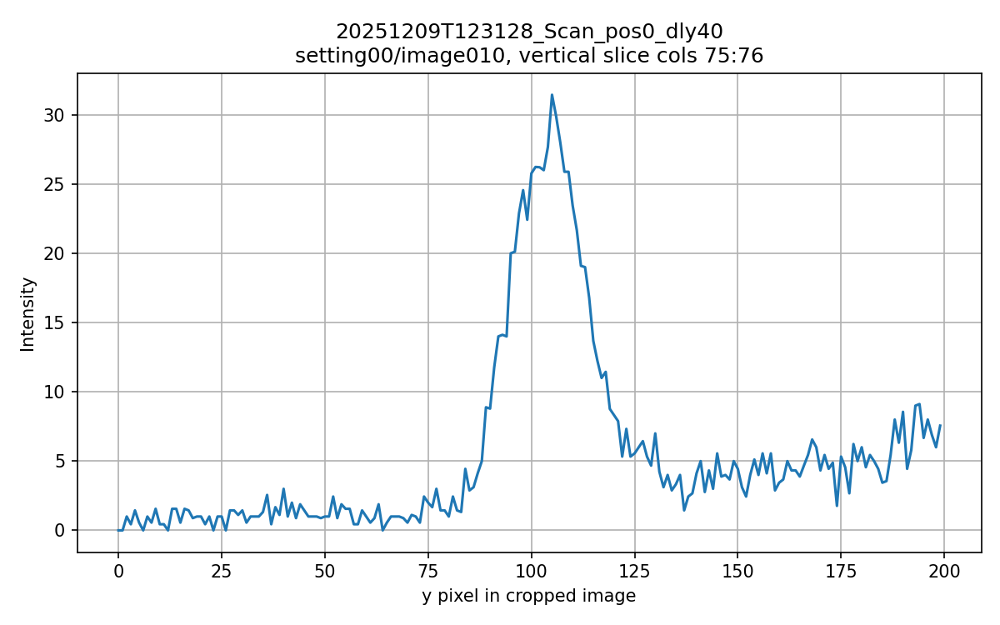 20251209T123128_Scan_pos0_dly40
setting00/image010, vertical slice cols 75:76
Intensity
30
25
20
15
10
5
0
0 25 50 75 100 125 150 175 200
y pixel in cropped image